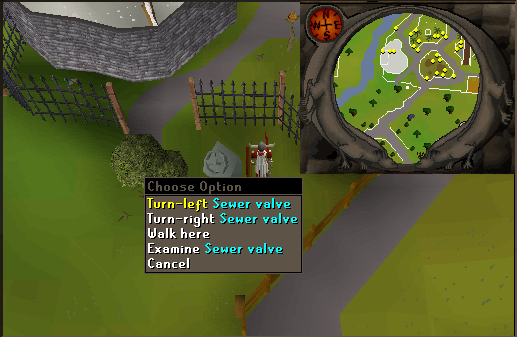 N
W E
S
Choose Option
Turn-left Sewer valve
Turn-right Sewer valve
Walk here
Examine Sewer valve
Cancel